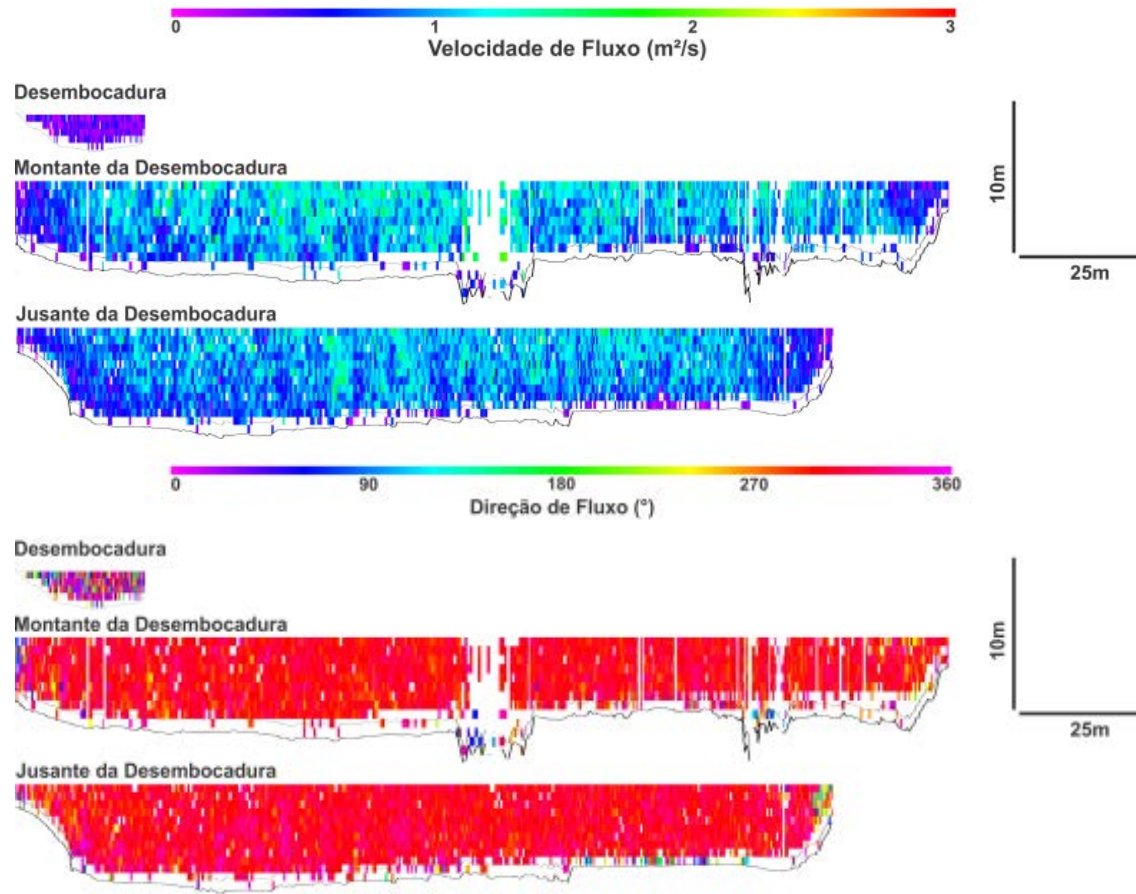 0 1 2 3
Velocidade de Fluxo (m²/s)
Desembocadura
Montante da Desembocadura
10m
25m
Jusante da Desembocadura
0 90 180 270 360
Direção de Fluxo (°)
Desembocadura
Montante da Desembocadura
10m
25m
Jusante da Desembocadura